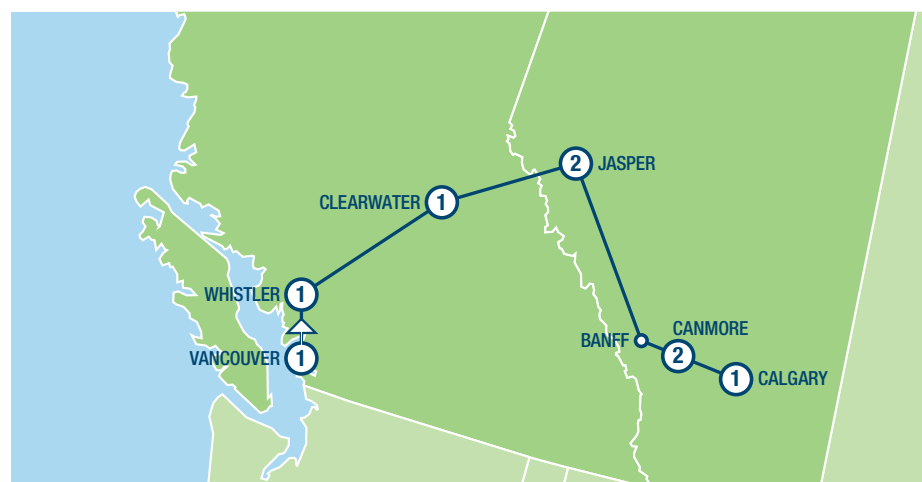 2 JASPER
CLEARWATER 1
WHISTLER 1
CANMORE
BANFF
2
VANCOUVER 1
1 CALGARY